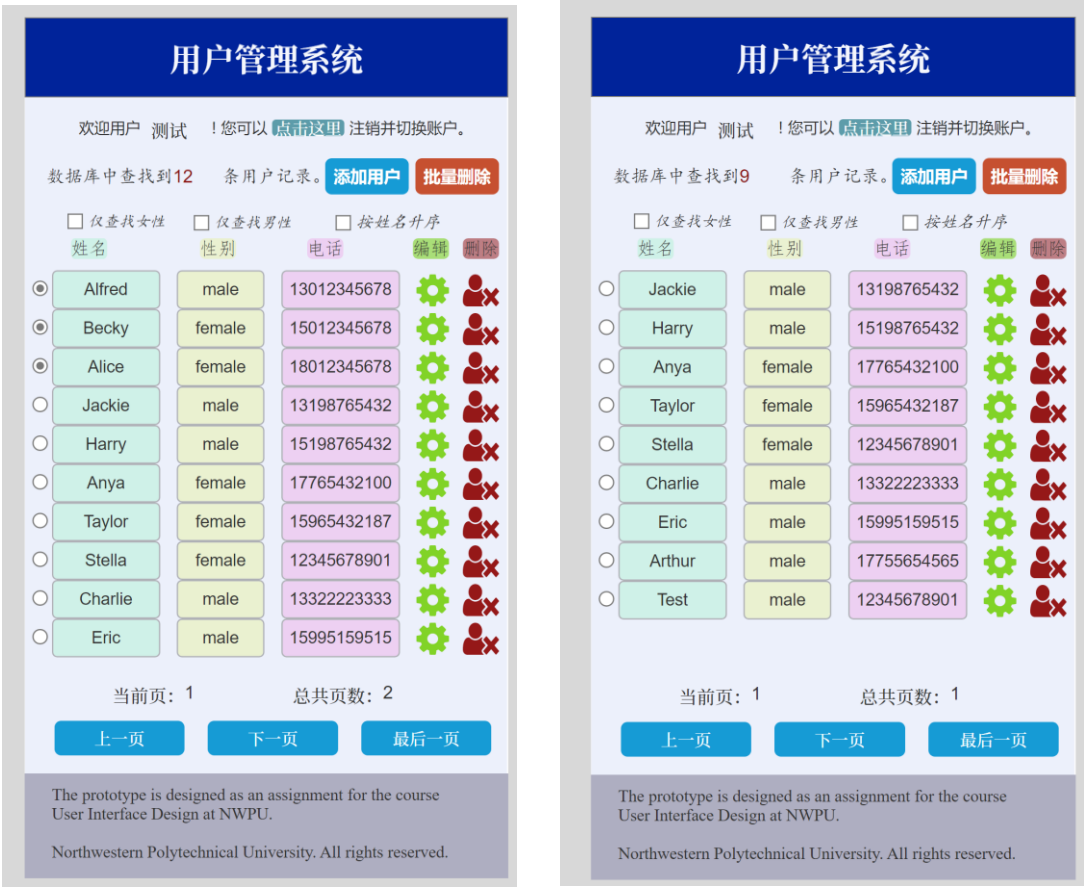 用户管理系统
欢迎用户 测试 ！您可以 点击这里 注销并切换账户。
数据库中查找到12 条用户记录。 添加用户 批量删除
仅查找女性 仅查找男性 按姓名升序
姓名 性别 电话 编辑 删除
Alfred male 13012345678
Becky female 15012345678
Alice female 18012345678
Jackie male 13198765432
Harry male 15198765432
Anya female 17765432100
Taylor female 15965432187
Stella female 12345678901
Charlie male 13322223333
Eric male 15995159515
当前页：1 总共页数：2
上一页 下一页 最后一页
The prototype is designed as an assignment for the course
User Interface Design at NWPU.
Northwestern Polytechnical University. All rights reserved.
用户管理系统
欢迎用户 测试 ！您可以 点击这里 注销并切换账户。
数据库中查找到9 条用户记录。 添加用户 批量删除
仅查找女性 仅查找男性 按姓名升序
姓名 性别 电话 编辑 删除
Jackie male 13198765432
Harry male 15198765432
Anya female 17765432100
Taylor female 15965432187
Stella female 12345678901
Charlie male 13322223333
Eric male 15995159515
Arthur male 17755654565
Test male 12345678901
当前页：1 总共页数：1
上一页 下一页 最后一页
The prototype is designed as an assignment for the course
User Interface Design at NWPU.
Northwestern Polytechnical University. All rights reserved.